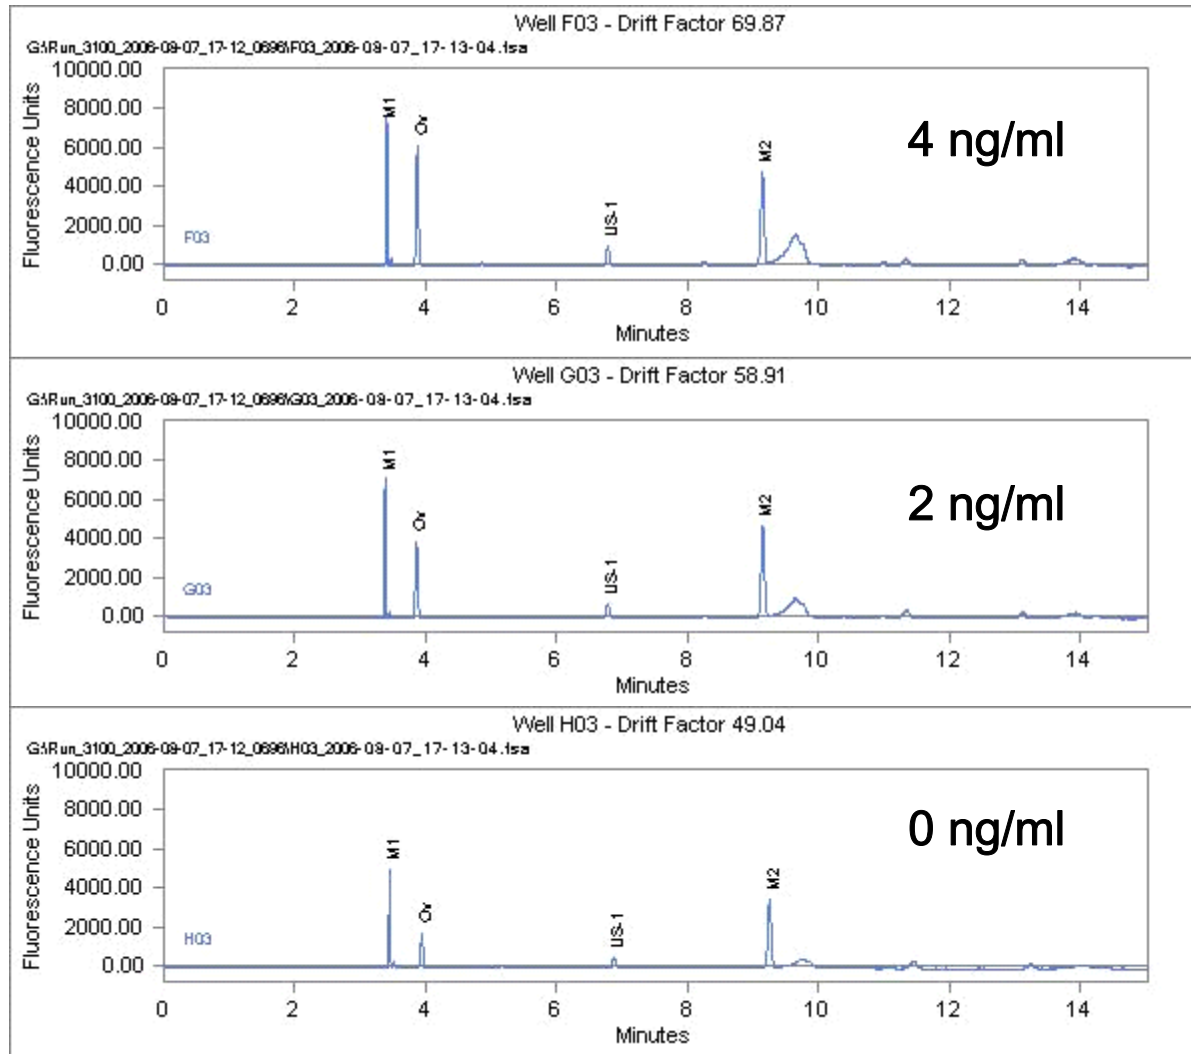 Well F03 - Drift Factor 69.87
G:\Run_3100_2006-09-07_17-12_0696\F03_2006-09-07_17-13-04.fsa
Fluorescence Units
10000.00
8000.00
6000.00
4000.00
2000.00
0.00
M1
Ov
LIS-1
M2
4 ng/ml
F03
0 2 4 6 8 10 12 14
Minutes
Well G03 - Drift Factor 58.91
G:\Run_3100_2006-09-07_17-12_0696\G03_2006-09-07_17-13-04.fsa
Fluorescence Units
10000.00
8000.00
6000.00
4000.00
2000.00
0.00
M1
Ov
LIS-1
M2
2 ng/ml
G03
0 2 4 6 8 10 12 14
Minutes
Well H03 - Drift Factor 49.04
G:\Run_3100_2006-09-07_17-12_0696\H03_2006-09-07_17-13-04.fsa
Fluorescence Units
10000.00
8000.00
6000.00
4000.00
2000.00
0.00
M1
Ov
LIS-1
M2
0 ng/ml
H03
0 2 4 6 8 10 12 14
Minutes